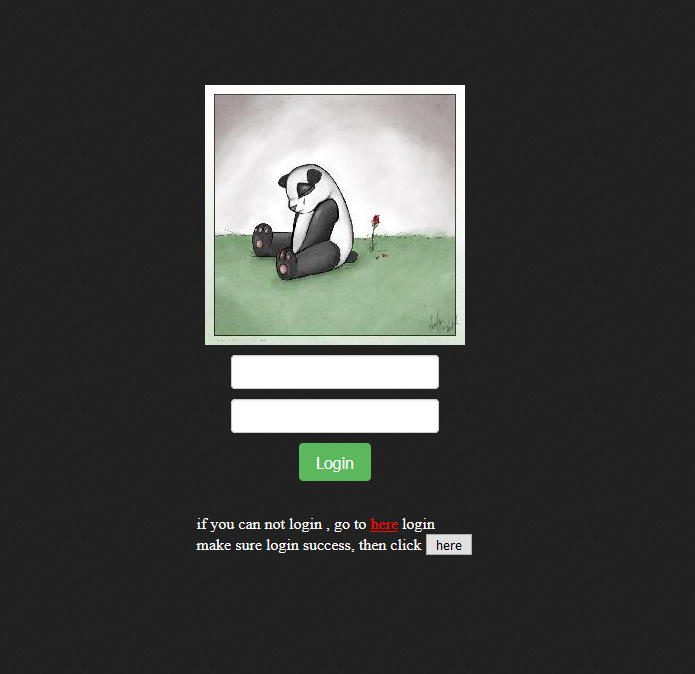 Login
if you can not login , go to here login
make sure login success, then click here